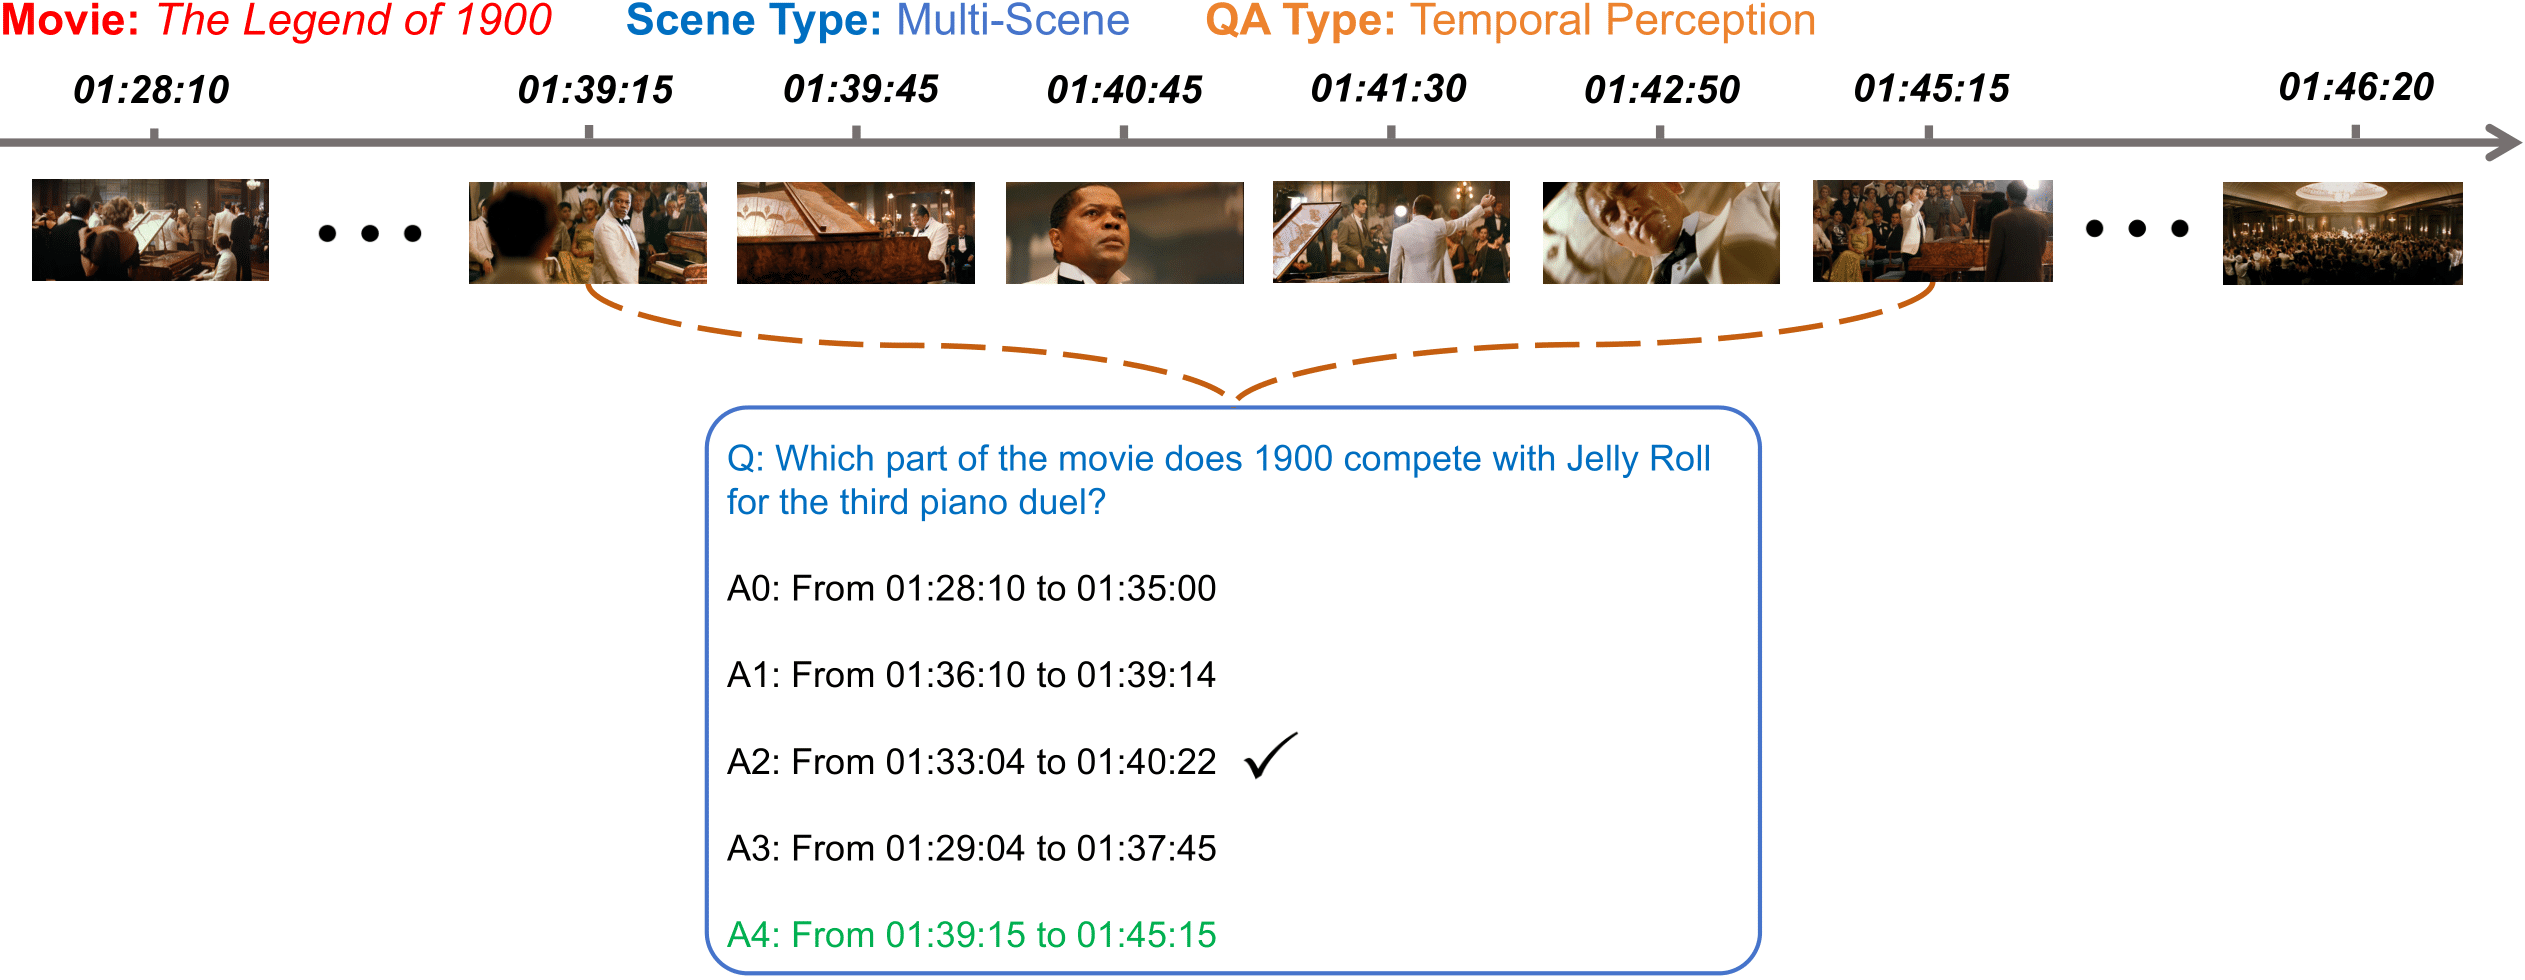 Movie: The Legend of 1900 Scene Type: Multi-Scene QA Type: Temporal Perception
01:28:10 01:39:15 01:39:45 01:40:45 01:41:30 01:42:50 01:45:15 01:46:20
Q: Which part of the movie does 1900 compete with Jelly Roll
for the third piano duel?
A0: From 01:28:10 to 01:35:00
A1: From 01:36:10 to 01:39:14
A2: From 01:33:04 to 01:40:22 ✓
A3: From 01:29:04 to 01:37:45
A4: From 01:39:15 to 01:45:15